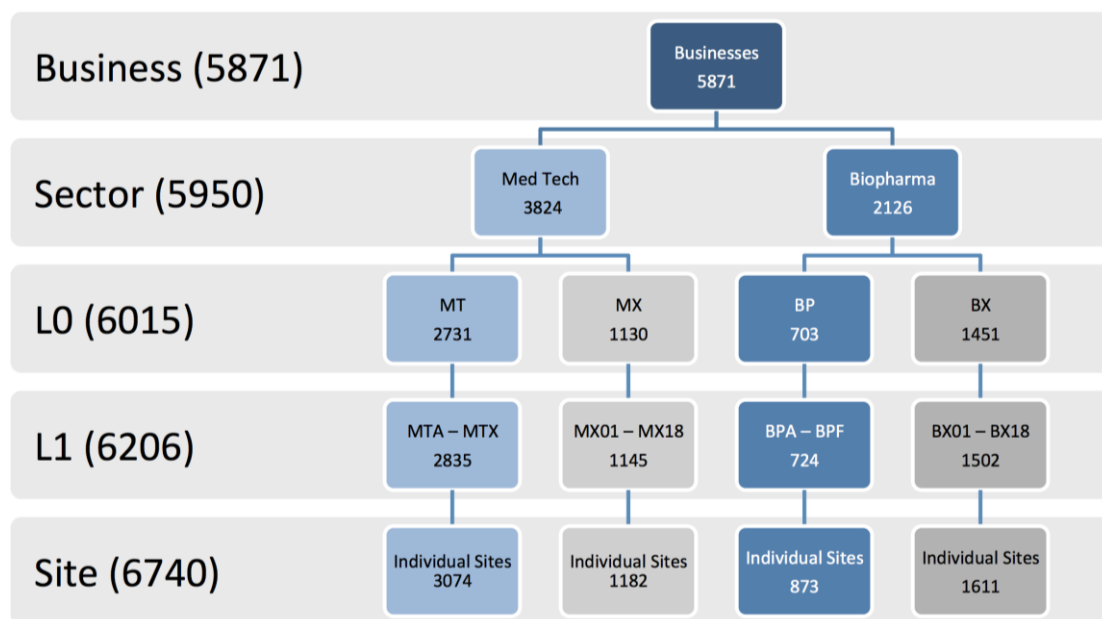 Business (5871)
Businesses
5871
Sector (5950)
Med Tech
3824
Biopharma
2126
L0 (6015)
MT
2731
MX
1130
BP
703
BX
1451
L1 (6206)
MTA – MTX
2835
MX01 – MX18
1145
BPA – BPF
724
BX01 – BX18
1502
Site (6740)
Individual Sites
3074
Individual Sites
1182
Individual Sites
873
Individual Sites
1611